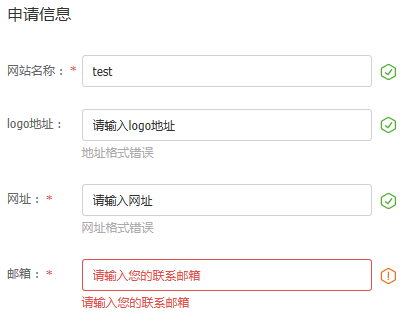 申请信息
网站名称： * test
logo地址： 请输入logo地址
地址格式错误
网址： * 请输入网址
网址格式错误
邮箱： * 请输入您的联系邮箱
请输入您的联系邮箱